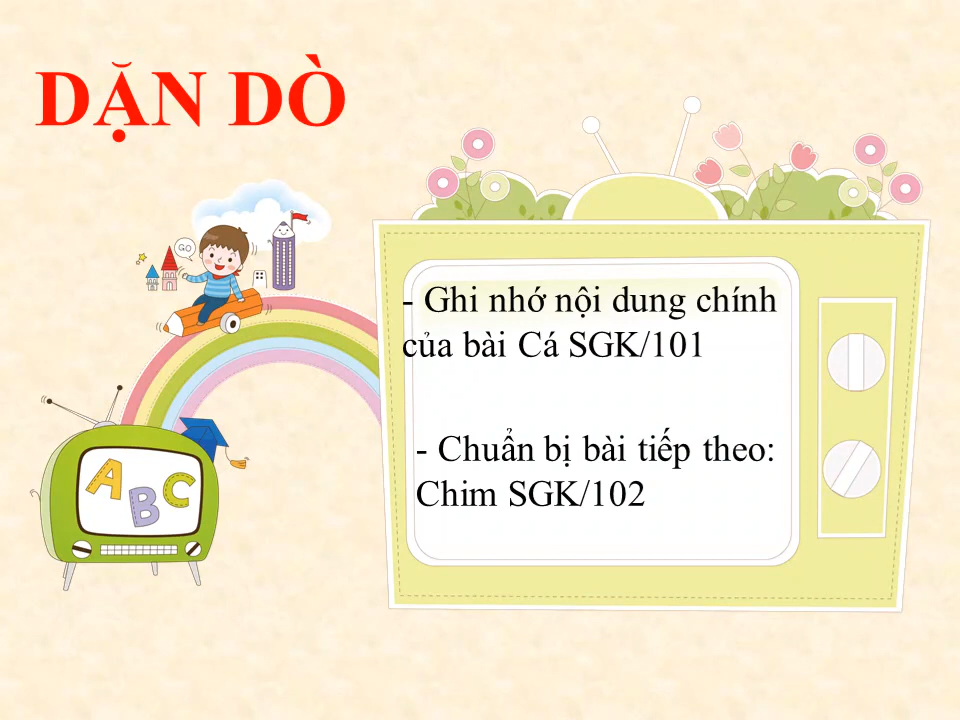 DẶN DÒ
GO
- Ghi nhớ nội dung chính
của bài Cá SGK/101
- Chuẩn bị bài tiếp theo:
Chim SGK/102
A B C